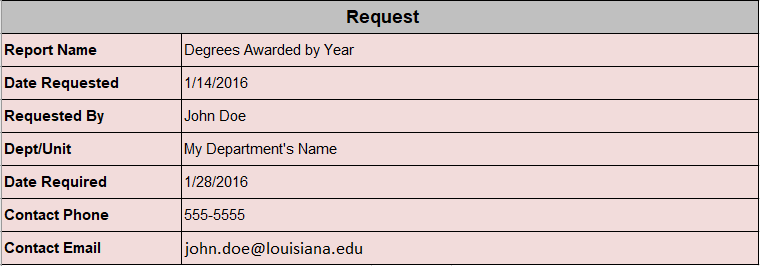 Request
Report Name Degrees Awarded by Year
Date Requested 1/14/2016
Requested By John Doe
Dept/Unit My Department's Name
Date Required 1/28/2016
Contact Phone 555-5555
Contact Email john.doe@louisiana.edu